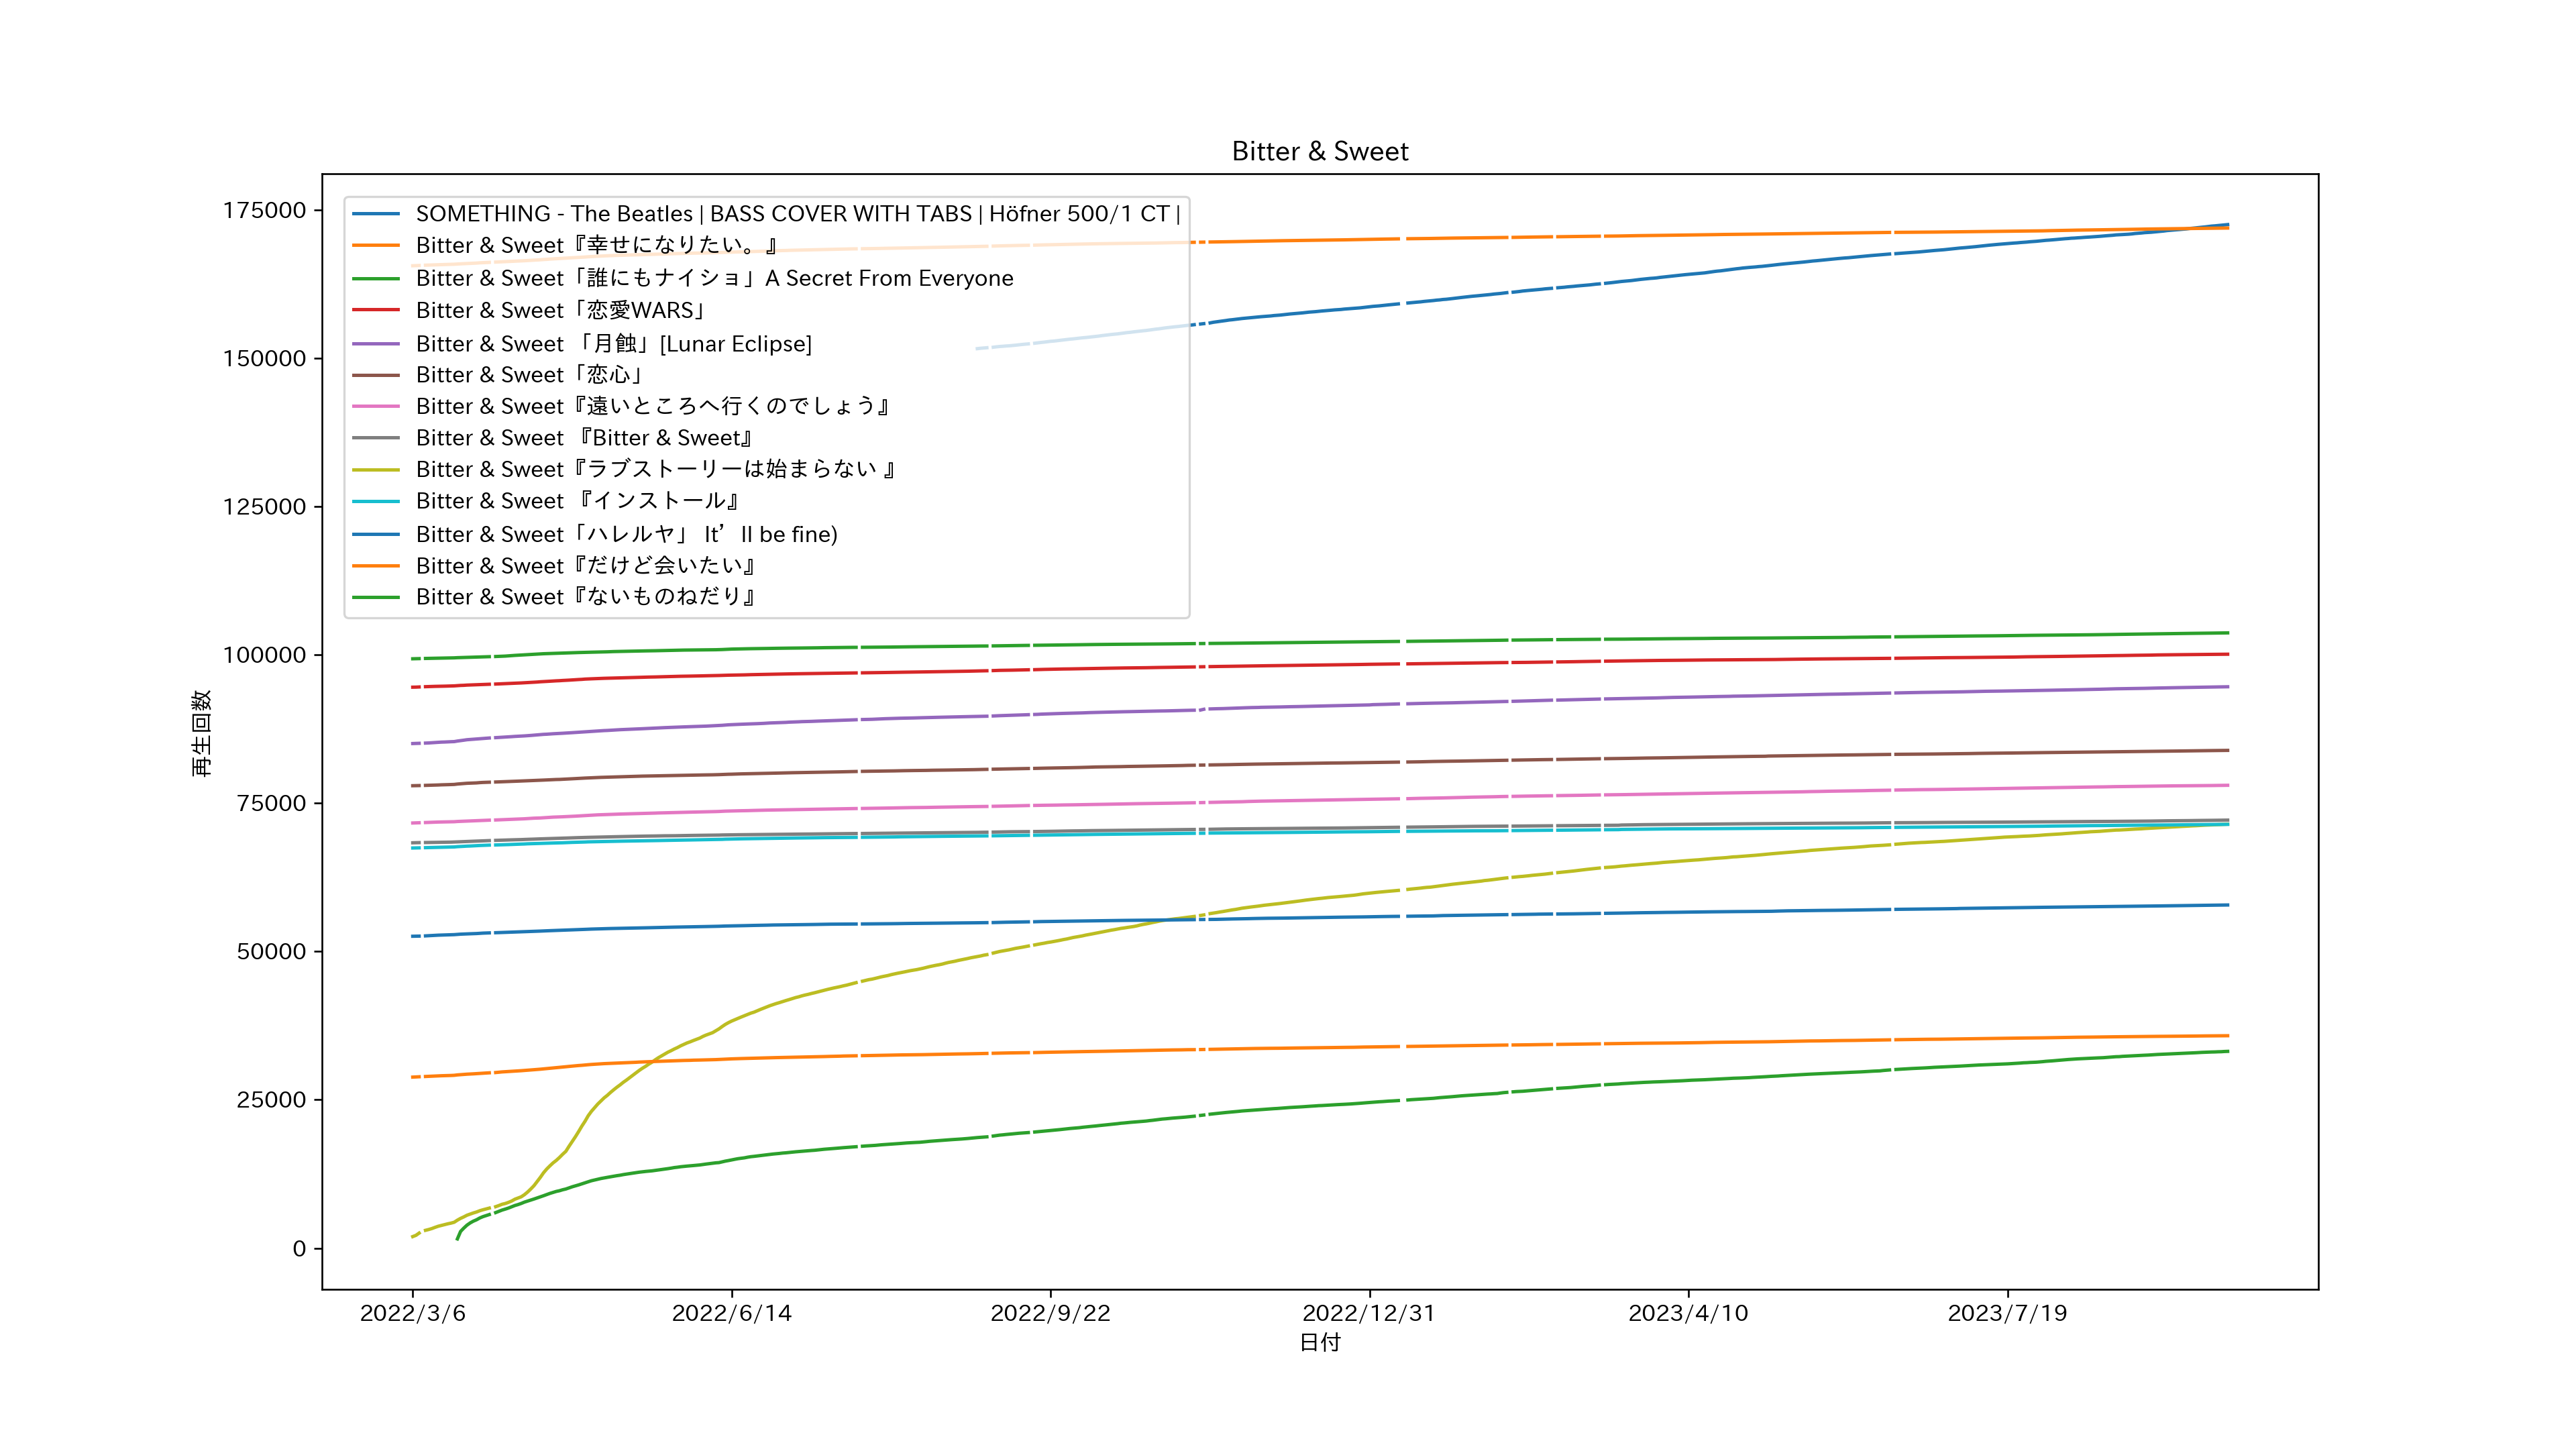 Bitter & Sweet
175000
150000
125000
100000
75000
50000
25000
0
再生回数
SOMETHING - The Beatles | BASS COVER WITH TABS | Höfner 500/1 CT |
Bitter & Sweet『幸せになりたい。』
Bitter & Sweet「誰にもナイショ」A Secret From Everyone
Bitter & Sweet「恋愛WARS」
Bitter & Sweet 「月蝕」[Lunar Eclipse]
Bitter & Sweet「恋心」
Bitter & Sweet『遠いところへ行くのでしょう』
Bitter & Sweet 『Bitter & Sweet』
Bitter & Sweet『ラブストーリーは始まらない 』
Bitter & Sweet 『インストール』
Bitter & Sweet「ハレルヤ」 It’ll be fine)
Bitter & Sweet『だけど会いたい』
Bitter & Sweet『ないものねだり』
2022/3/6 2022/6/14 2022/9/22 2022/12/31 2023/4/10 2023/7/19
日付